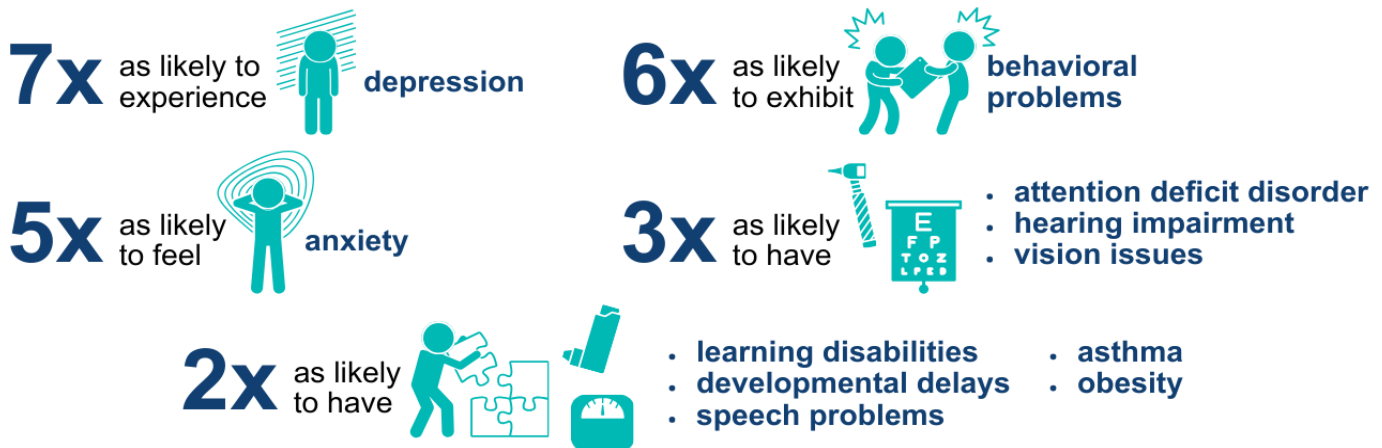 7x as likely to
experience
depression
6x as likely
to exhibit
behavioral
problems
5x as likely
to feel
anxiety
3x as likely
to have
• attention deficit disorder
• hearing impairment
• vision issues
E
F P
T O Z
L P E D
2x as likely
to have
• learning disabilities
• developmental delays
• speech problems
• asthma
• obesity